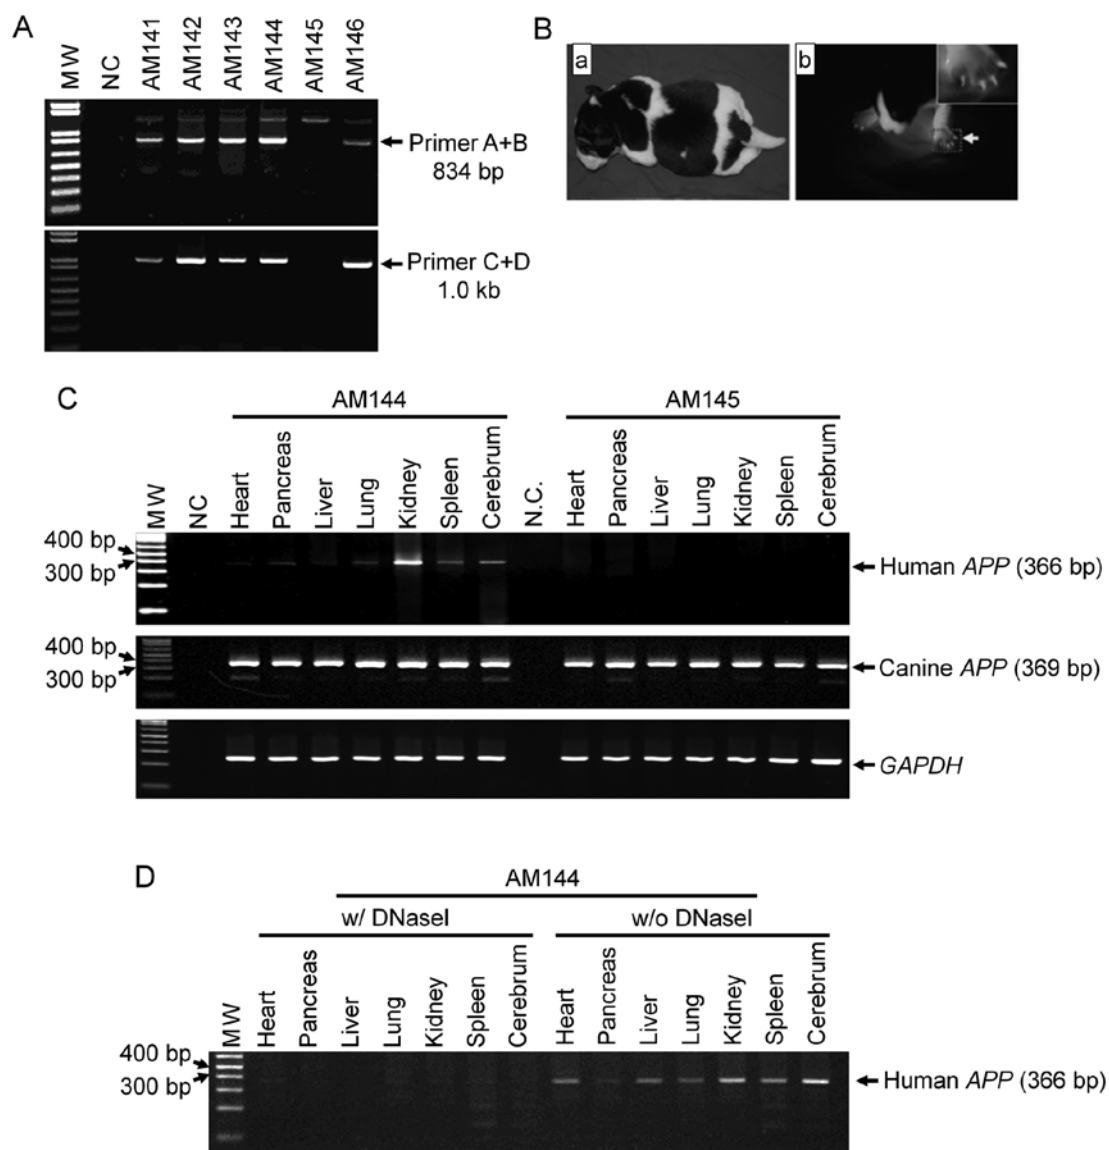 A
MW NC AM141 AM142 AM143 AM144 AM145 AM146
Primer A+B
834 bp
Primer C+D
1.0 kb
B
a b
C
AM144 AM145
MW NC Heart Pancreas Liver Lung Kidney Spleen Cerebrum N.C. Heart Pancreas Liver Lung Kidney Spleen Cerebrum
400 bp
300 bp
Human APP (366 bp)
400 bp
300 bp
Canine APP (369 bp)
GAPDH
D
AM144
w/ DNaseI w/o DNaseI
MW Heart Pancreas Liver Lung Kidney Spleen Cerebrum Heart Pancreas Liver Lung Kidney Spleen Cerebrum
400 bp
300 bp
Human APP (366 bp)